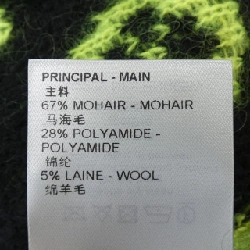 PRINCIPAL - MAIN
主料
67% MOHAIR - MOHAIR
马海毛
28% POLYAMIDE -
POLYAMIDE
锦纶
5% LAINE - WOOL
绵羊毛